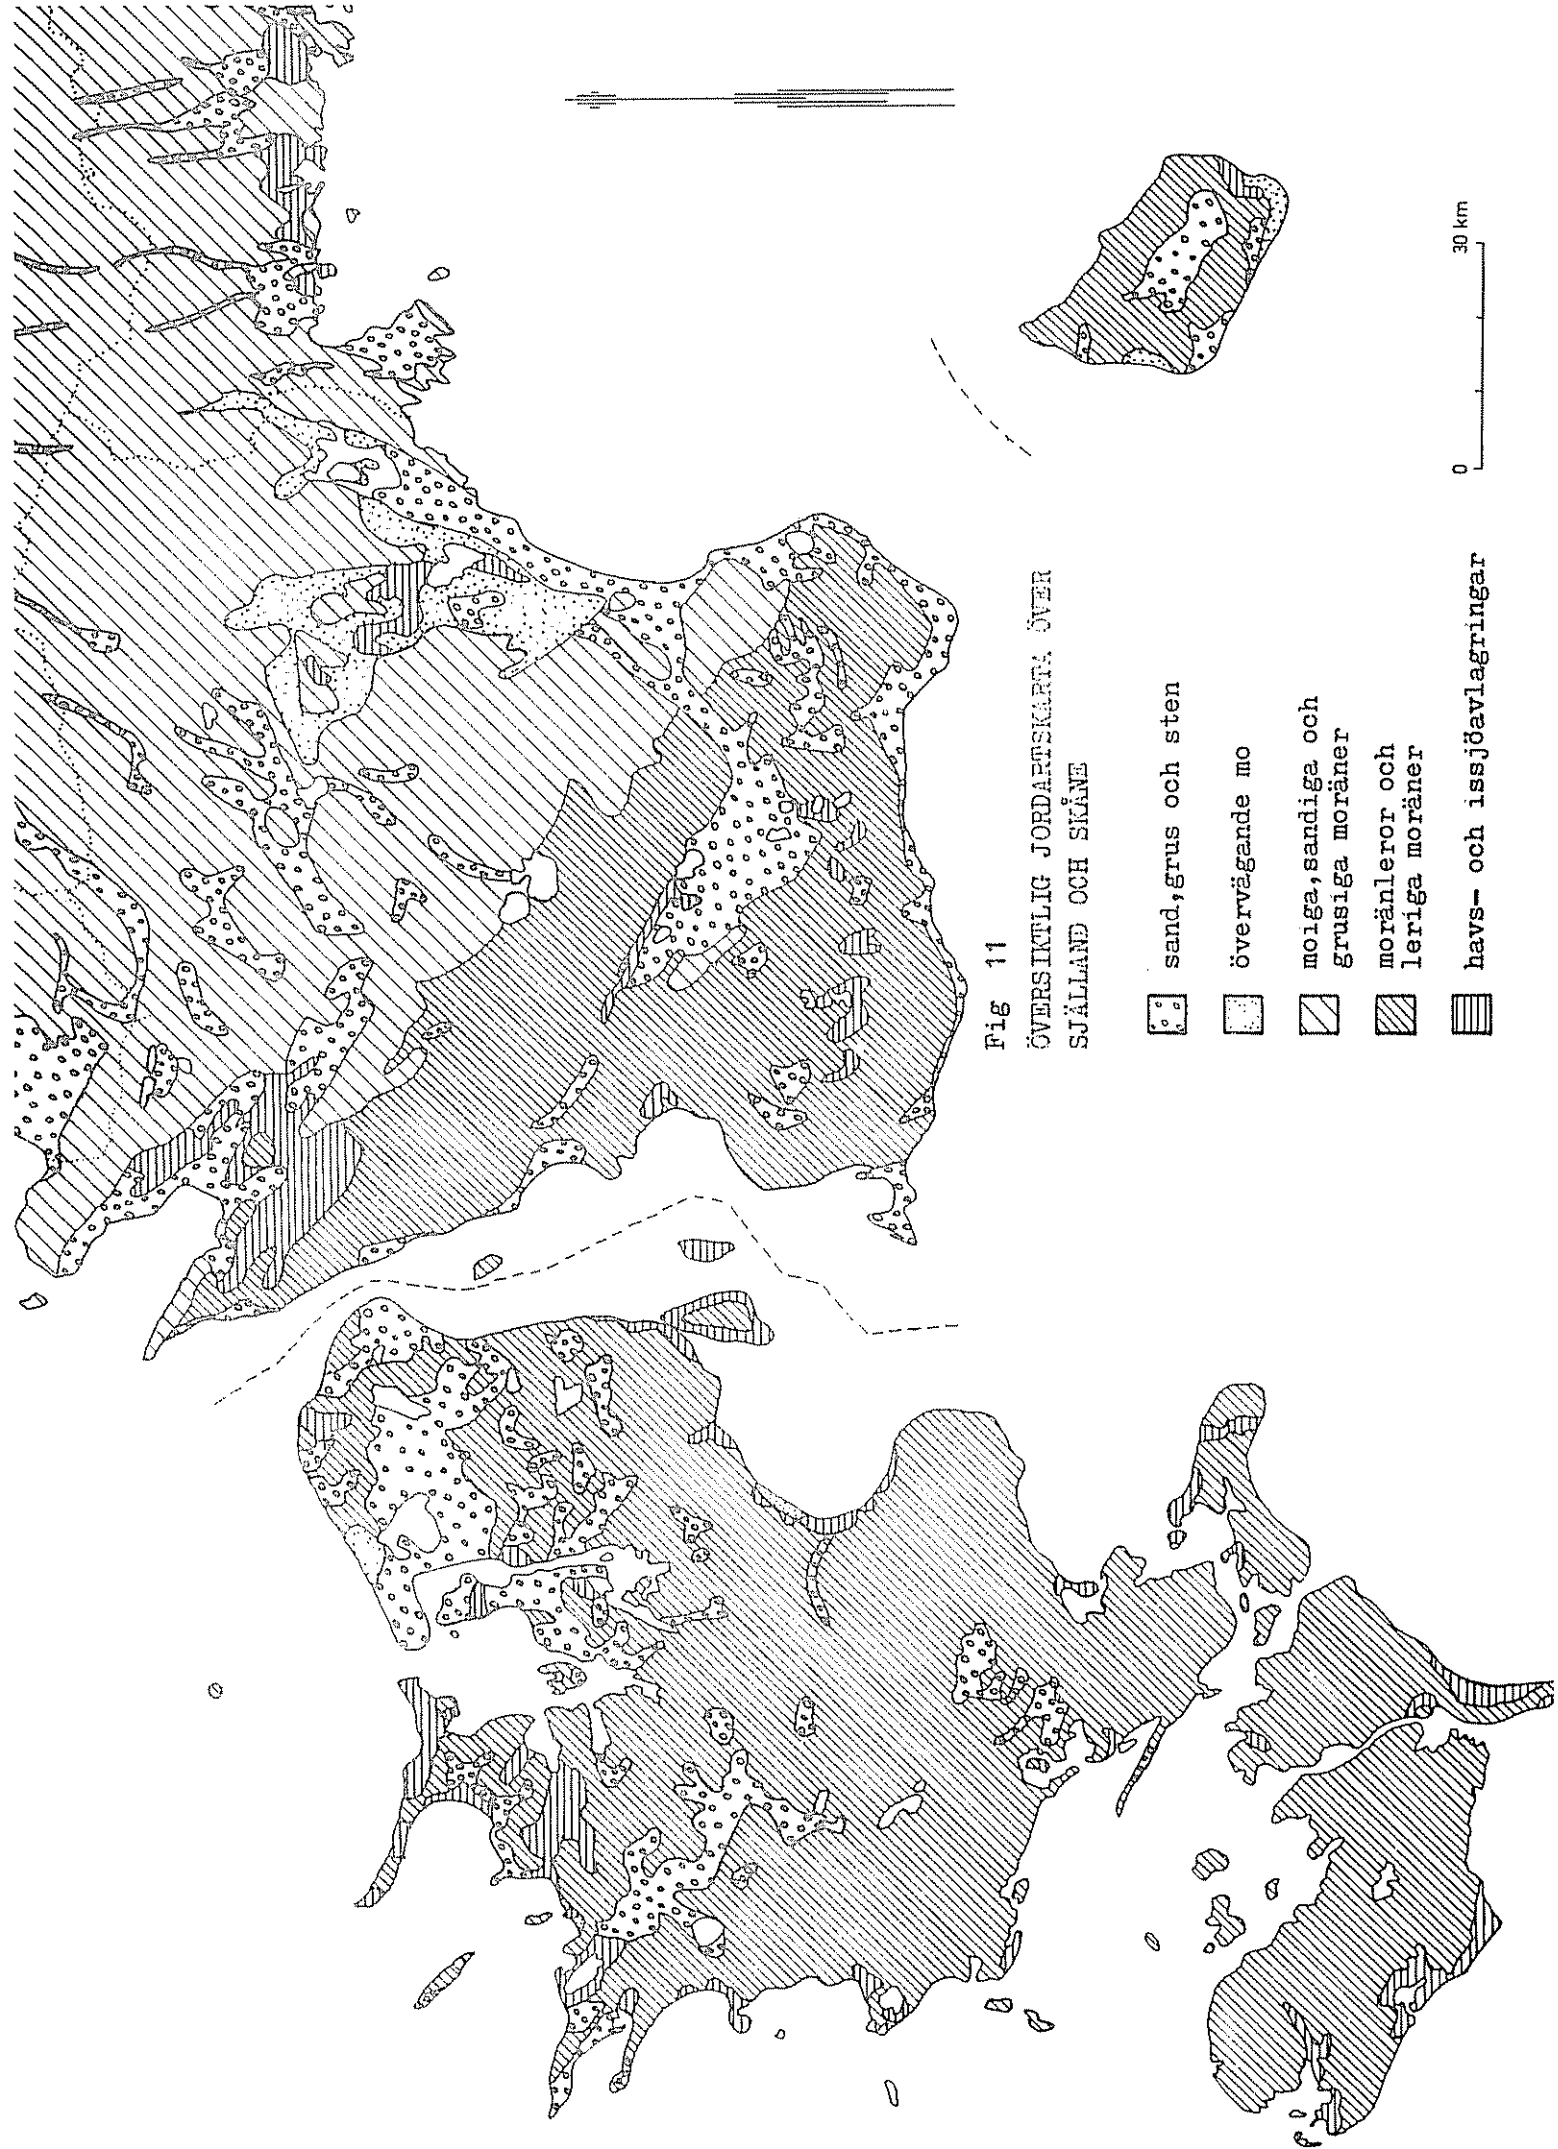 Fig 11
ÖVERSIKTLIG JORDARTSKARTA ÖVER
SJÄLLAND OCH SKÅNE
sand,grus och sten
övervägande mo
moiga,sandiga och
grusiga moräner
moränleror och
leriga moräner
havs- och issjöavlagringar
0 30 km